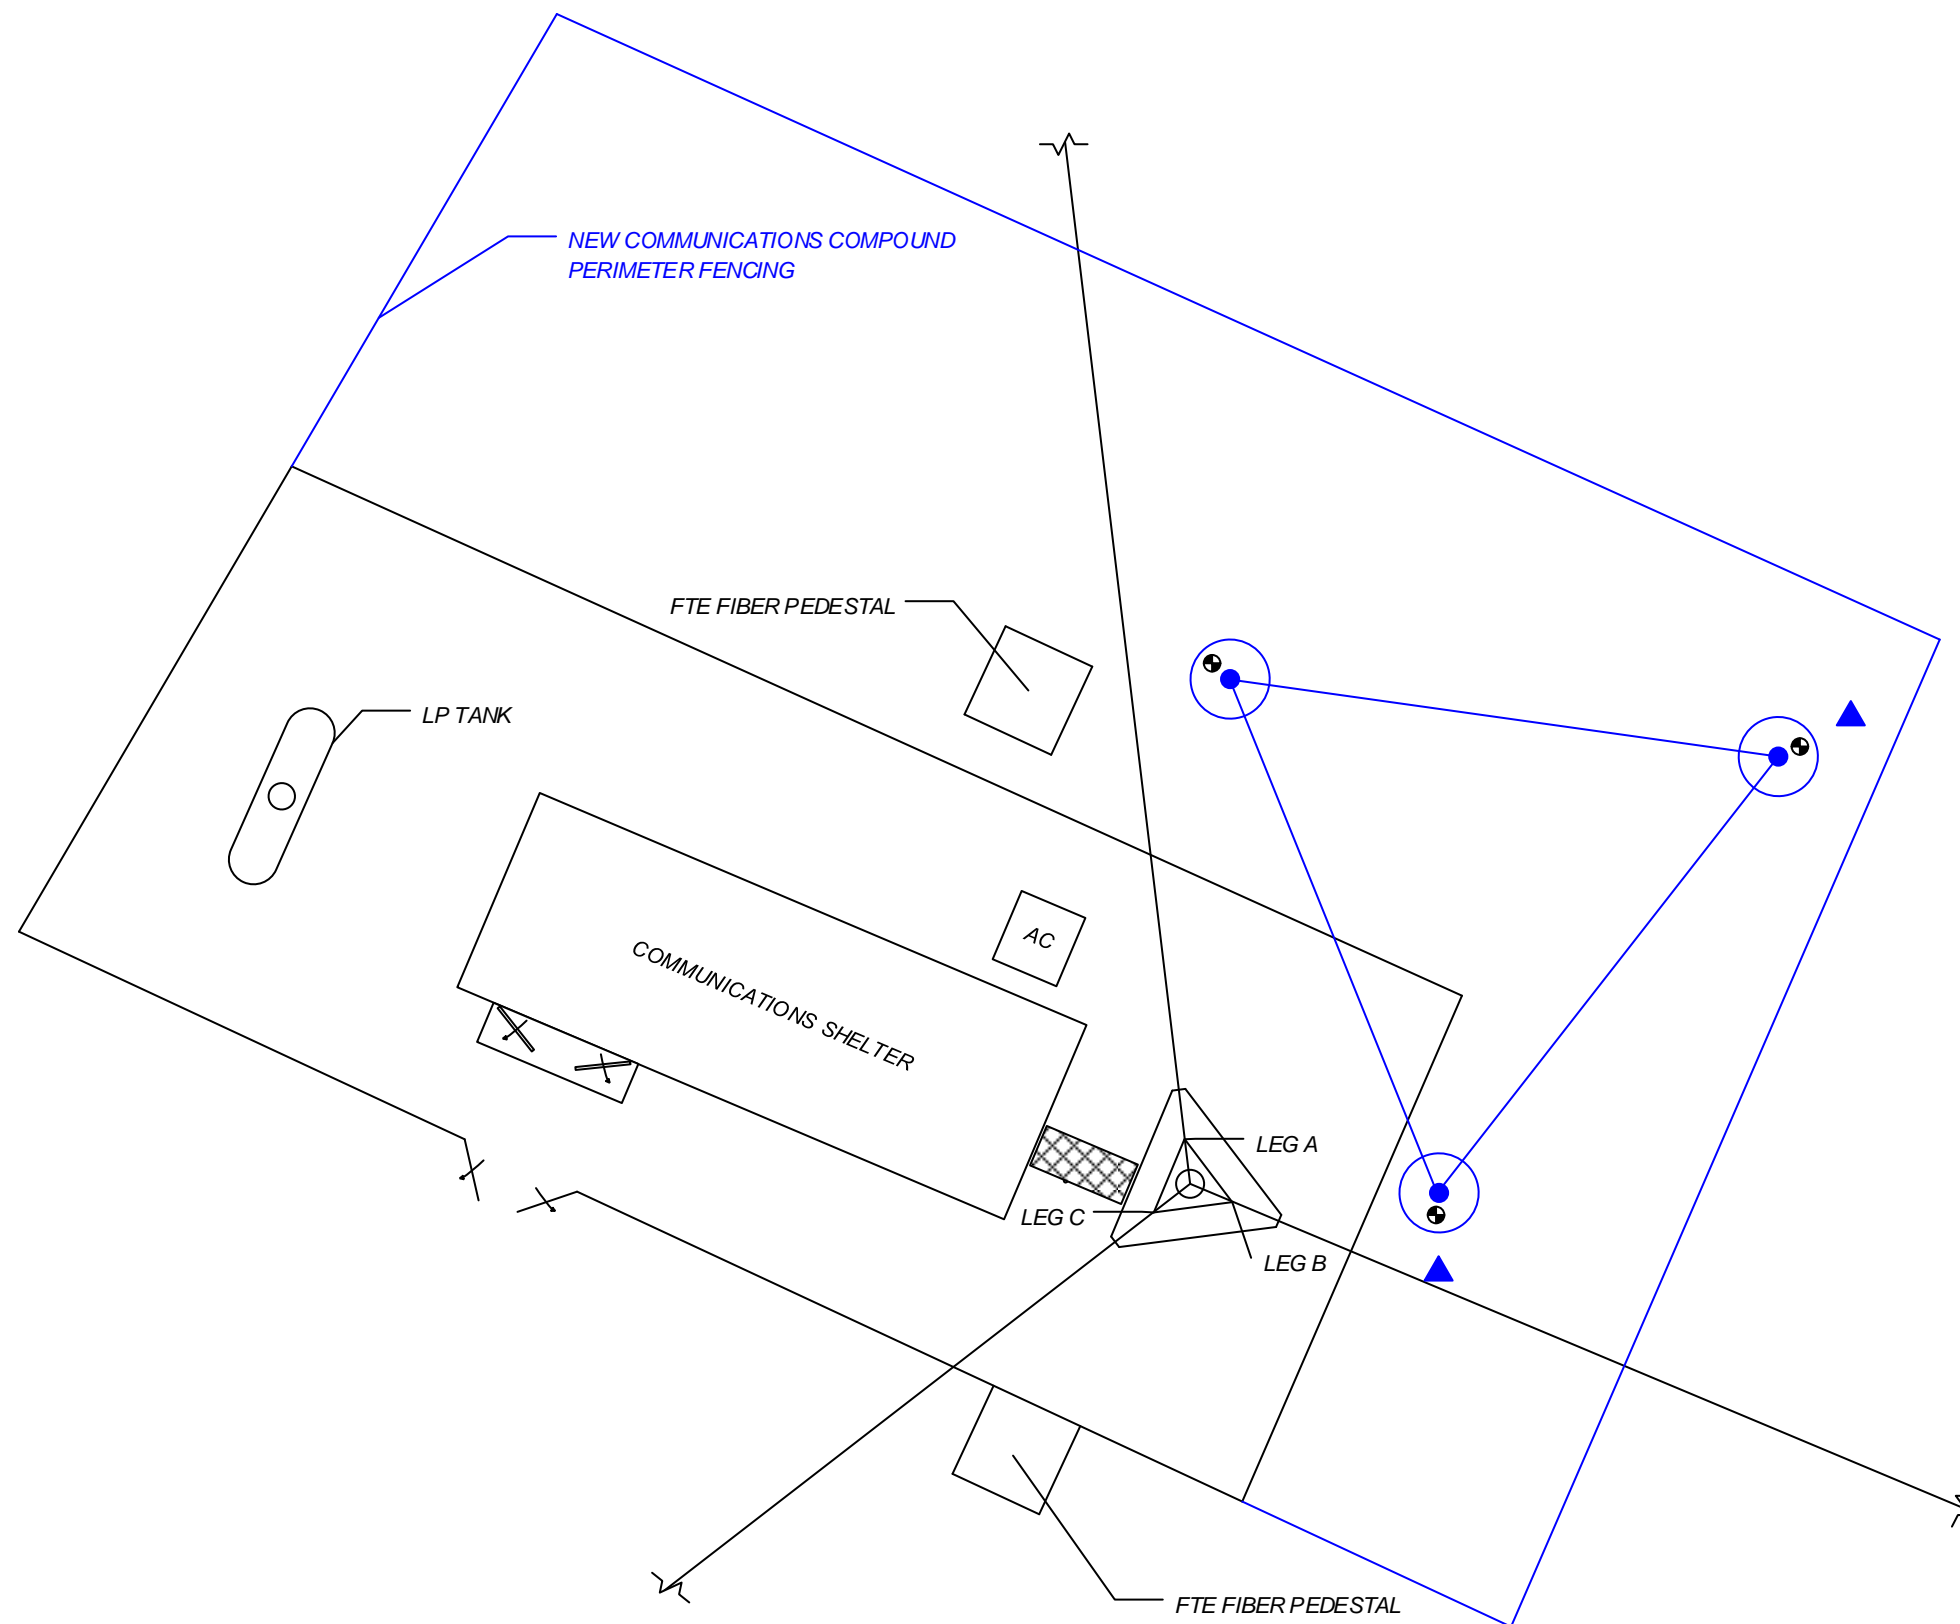 NEW COMMUNICATIONS COMPOUND
PERIMETER FENCING
FTE FIBER PEDESTAL
LP TANK
AC
COMMUNICATIONS SHELTER
LEG A
LEG C
LEG B
FTE FIBER PEDESTAL